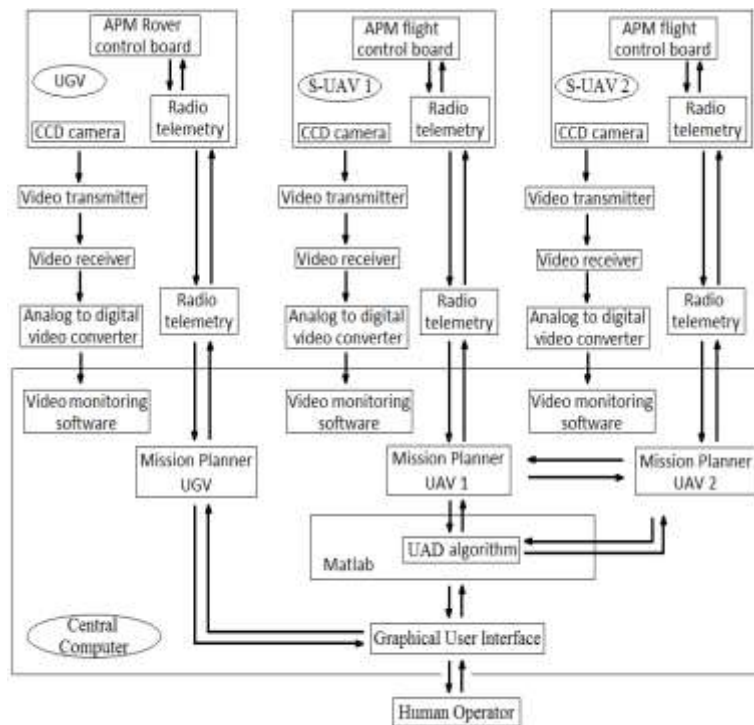 APM Rover
control board
UGV
Radio
telemetry
CCD camera
Video transmitter
Video receiver
Analog to digital
video converter
Radio
telemetry
Video monitoring
software
Mission Planner
UGV
APM flight
control board
S-UAV 1
Radio
telemetry
CCD camera
Video transmitter
Video receiver
Analog to digital
video converter
Radio
telemetry
Video monitoring
software
Mission Planner
UAV 1
APM flight
control board
S-UAV 2
Radio
telemetry
CCD camera
Video transmitter
Video receiver
Analog to digital
video converter
Radio
telemetry
Video monitoring
software
Mission Planner
UAV 2
UAD algorithm
Matlab
Central
Computer
Graphical User Interface
Human Operator